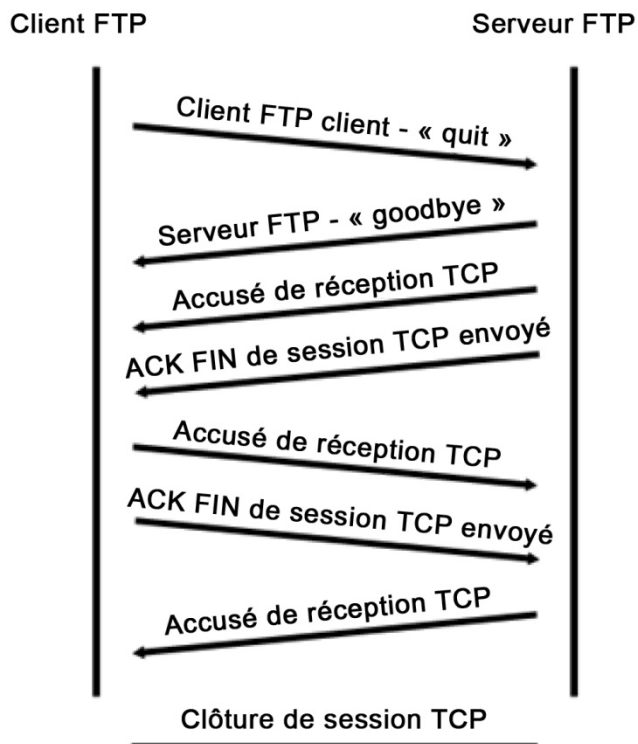 Client FTP
Serveur FTP
Client FTP client - « quit »
Serveur FTP - « goodbye »
Accusé de réception TCP
ACK FIN de session TCP envoyé
Accusé de réception TCP
ACK FIN de session TCP envoyé
Accusé de réception TCP
Clôture de session TCP